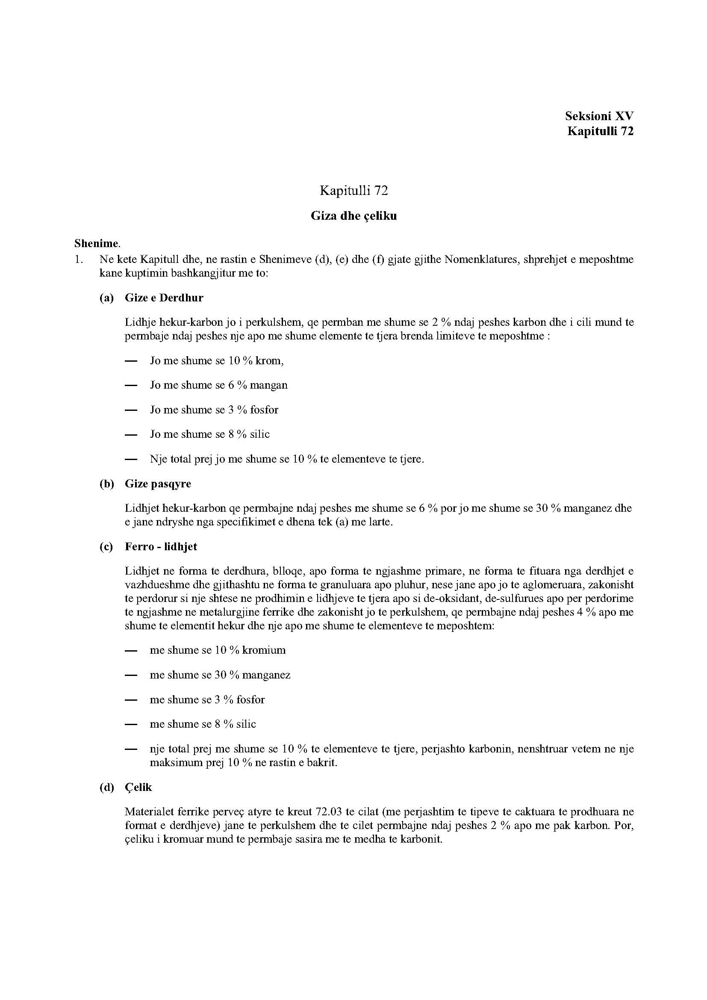 Seksioni XV
Kapitulli 72
Kapitulli 72
Giza dhe çeliku
Shenime.
1. Ne kete Kapitull dhe, ne rastin e Shenimeve (d), (e) dhe (f) gjate gjithe Nomenklatures, shprehjet e meposhtme
kane kuptimin bashkangjitur me to:
(a) Gize e Derdhur
Lidhje hekur-karbon jo i perkulshem, qe permban me shume se 2 % ndaj peshes karbon dhe i cili mund te
permbaje ndaj peshes nje apo me shume elemente te tjera brenda limiteve te meposhtme :
— Jo me shume se 10 % krom,
— Jo me shume se 6 % mangan
— Jo me shume se 3 % fosfor
— Jo me shume se 8 % silic
— Nje total prej jo me shume se 10 % te elementeve te tjere.
(b) Gize pasqyre
Lidhjet hekur-karbon qe permbajne ndaj peshes me shume se 6 % por jo me shume se 30 % manganez dhe
e jane ndryshe nga specifikimet e dhena tek (a) me larte.
(c) Ferro - lidhjet
Lidhjet ne forma te derdhura, blloqe, apo forma te ngjashme primare, ne forma te fituara nga derdhjet e
vazhdueshme dhe gjithashtu ne forma te granuluara apo pluhur, nese jane apo jo te aglomeruara, zakonisht
te perdorur si nje shtese ne prodhimin e lidhjeve te tjera apo si de-oksidant, de-sulfurues apo per perdorime
te ngjashme ne metalurgjine ferrike dhe zakonisht jo te perkulshem, qe permbajne ndaj peshes 4 % apo me
shume te elementit hekur dhe nje apo me shume te elementeve te meposhtem:
— me shume se 10 % kromium
— me shume se 30 % manganez
— me shume se 3 % fosfor
— me shume se 8 % silic
— nje total prej me shume se 10 % te elementeve te tjere, perjashto karbonin, nenshtruar vetem ne nje
maksimum prej 10 % ne rastin e bakrit.
(d) Çelik
Materialet ferrike perveç atyre te kreut 72.03 te cilat (me perjashtim te tipeve te caktuara te prodhuara ne
format e derdhjeve) jane te perkulshem dhe te cilet permbajne ndaj peshes 2 % apo me pak karbon. Por,
çeliku i kromuar mund te permbaje sasira me te medha te karbonit.